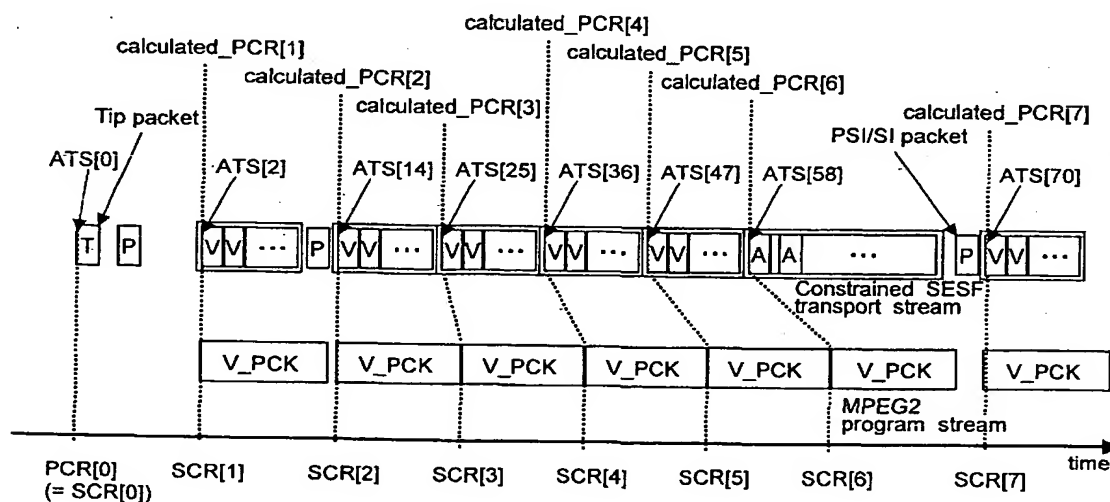 calculated_PCR[4]
calculated_PCR[1]
calculated_PCR[5]
calculated_PCR[2]
calculated_PCR[6]
calculated_PCR[3]
calculated_PCR[7]
Tip packet
PSI/SI packet
ATS[0]
ATS[2]
ATS[14]
ATS[25]
ATS[36]
ATS[47]
ATS[58]
ATS[70]
T P V V ... P V V ... V V ... V V ... V V ... A A ... P V V ...
Constrained SESF
transport stream
V_PCK V_PCK V_PCK V_PCK V_PCK V_PCK V_PCK
MPEG2
program stream
time
PCR[0]
(= SCR[0])
SCR[1]
SCR[2]
SCR[3]
SCR[4]
SCR[5]
SCR[6]
SCR[7]